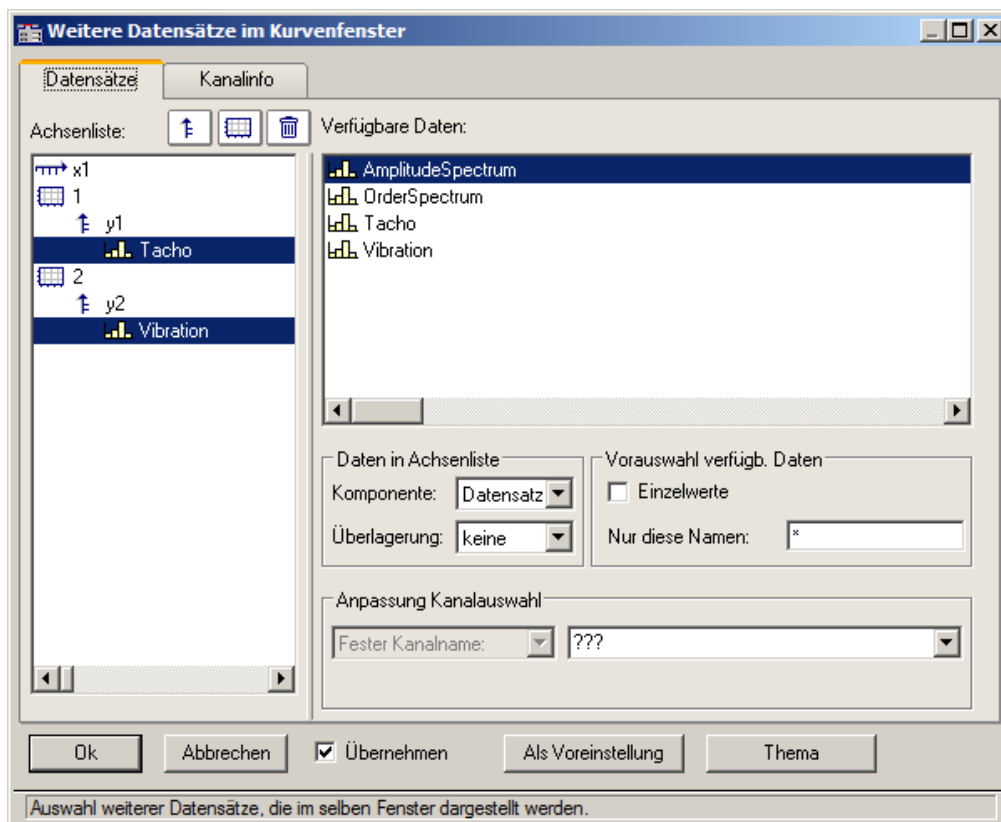 Weitere Datensätze im Kurvenfenster
Datensätze
Kanalinfo
Achsenliste:
Verfügbare Daten:
x1
1
y1
Tacho
2
y2
Vibration
AmplitudeSpectrum
OrderSpectrum
Tacho
Vibration
Daten in Achsenliste
Komponente: Datensatz
Überlagerung: keine
Vorauswahl verfügb. Daten
Einzelwerte
Nur diese Namen: *
Anpassung Kanalauswahl
Fester Kanalname: ???
Ok
Abbrechen
Übernehmen
Als Voreinstellung
Thema
Auswahl weiterer Datensätze, die im selben Fenster dargestellt werden.